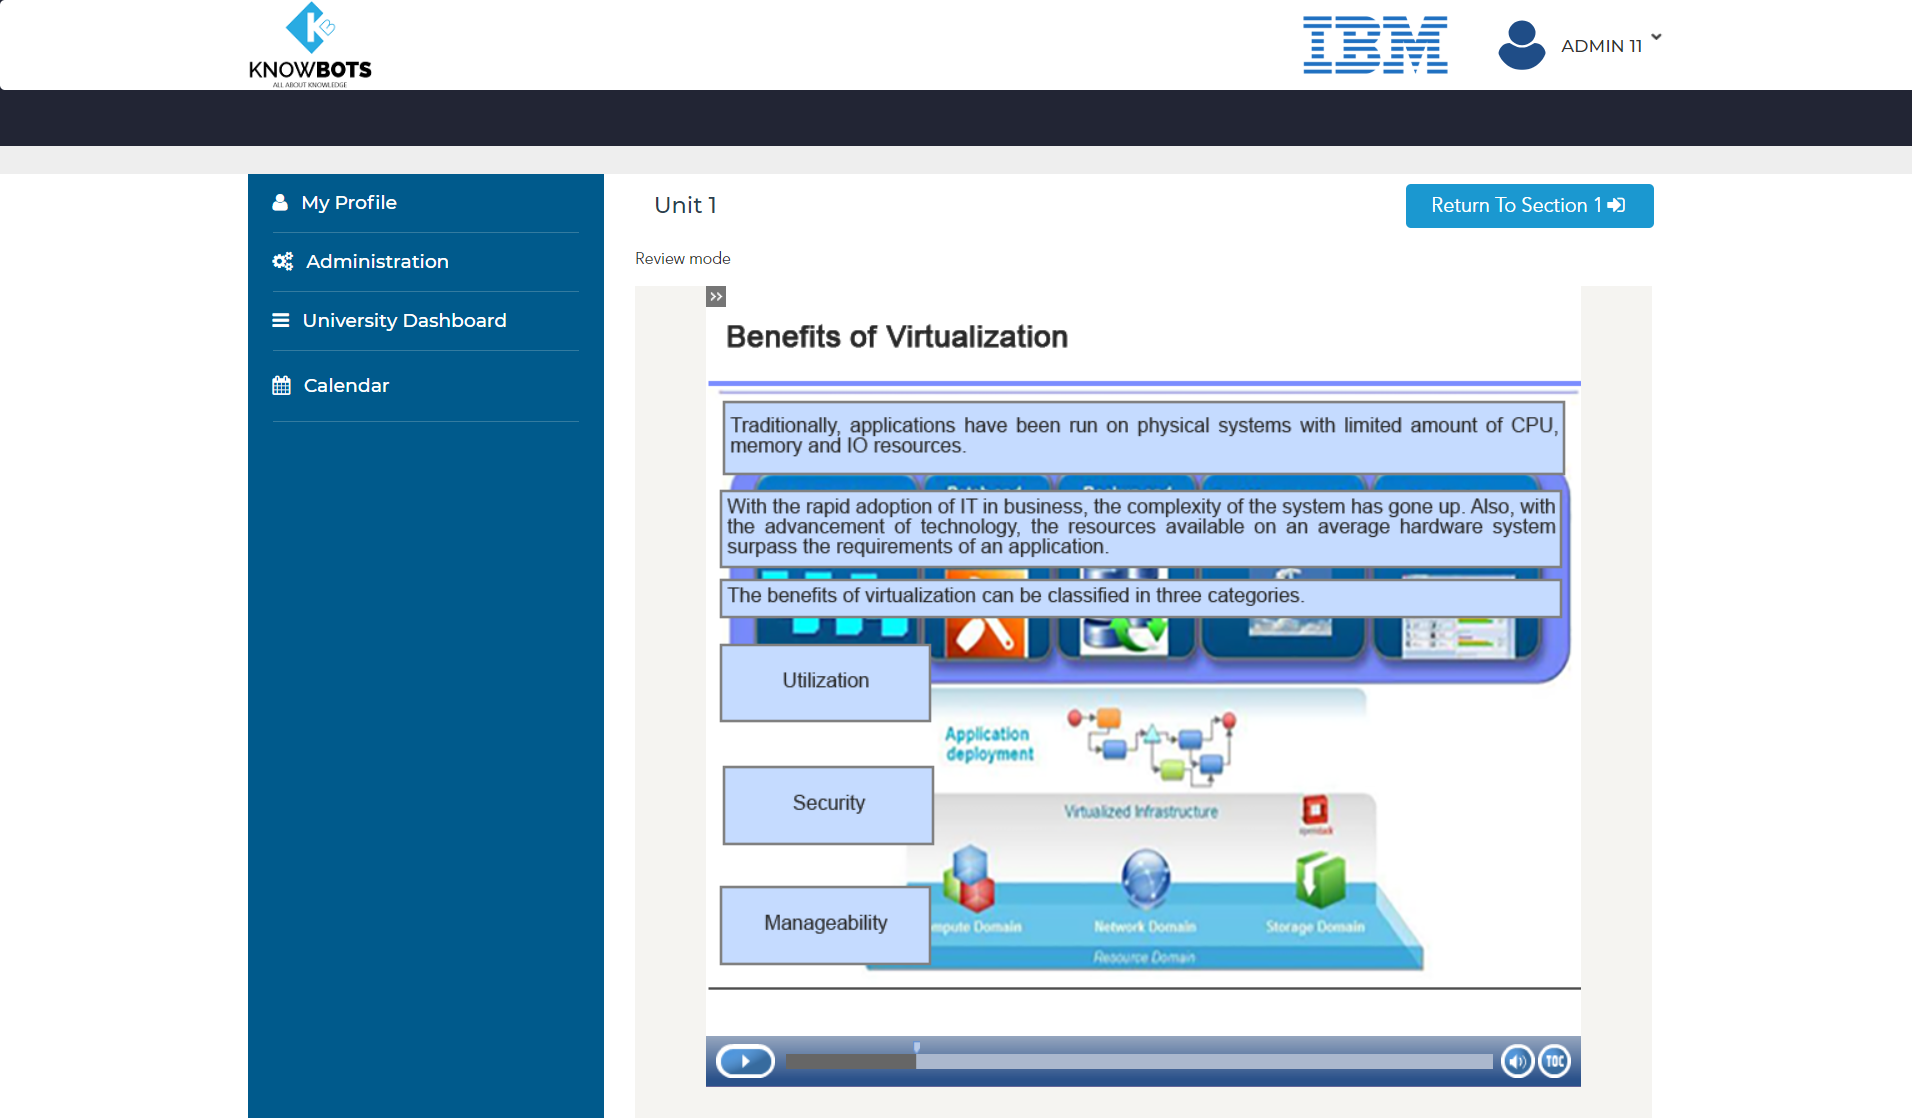 KNOWBOTS
ALL ABOUT KNOWLEDGE
IBM
ADMIN 11
My Profile
Administration
University Dashboard
Calendar
Unit 1
Return To Section 1
Review mode
Benefits of Virtualization
Traditionally, applications have been run on physical systems with limited amount of CPU,
memory and IO resources.
With the rapid adoption of IT in business, the complexity of the system has gone up. Also, with
the advancement of technology, the resources available on an average hardware system
surpass the requirements of an application.
The benefits of virtualization can be classified in three categories.
Utilization
Application
deployment
Security
Virtualized Infrastructure
openstack
Manageability
mpute Domain
Network Domain
Storage Domain
Resource Domain
TOC